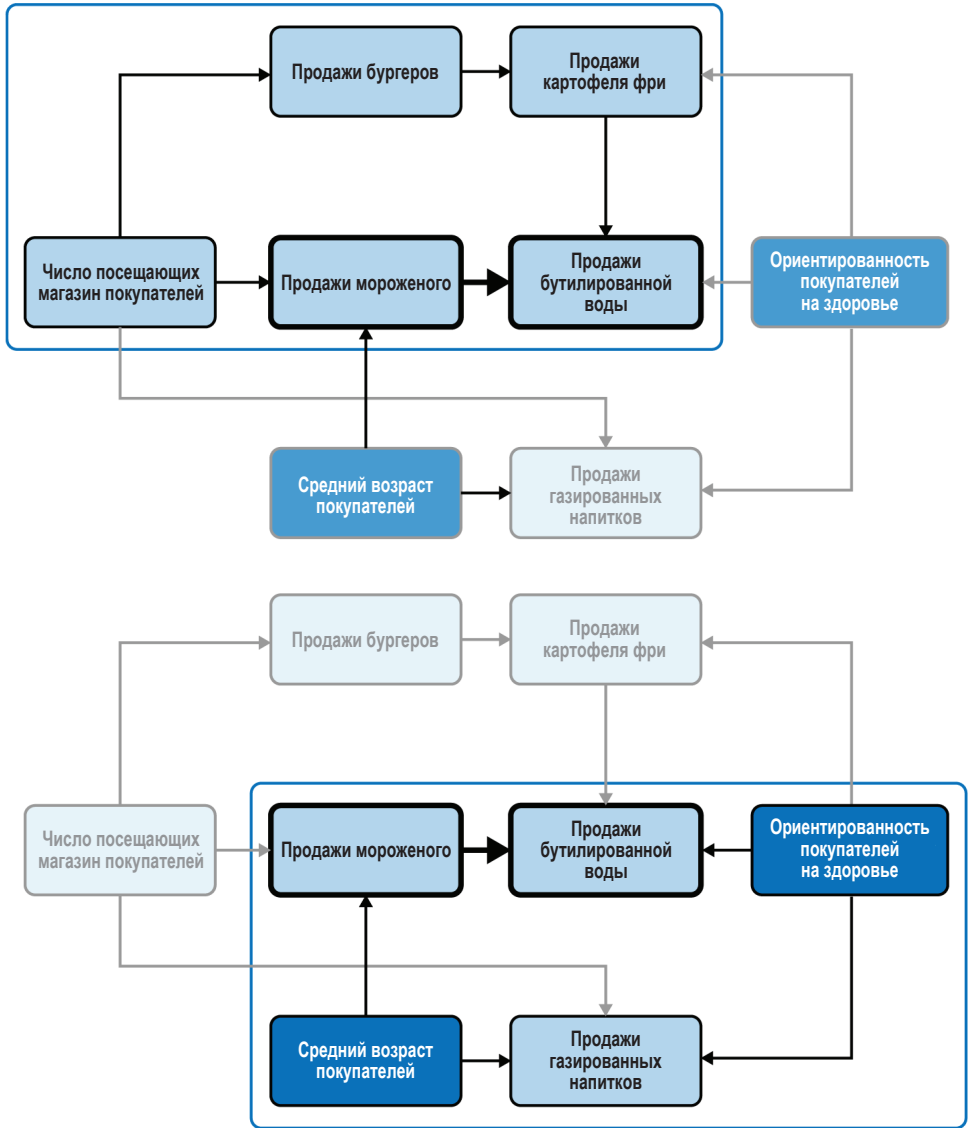 Продажи бургеров
Продажи
картофеля фри
Число посещающих
магазин покупателей
Продажи мороженого
Продажи
бутилированной
воды
Ориентированность
покупателей
на здоровье
Средний возраст
покупателей
Продажи
газированных
напитков
Продажи бургеров
Продажи
картофеля фри
Число посещающих
магазин покупателей
Продажи мороженого
Продажи
бутилированной
воды
Ориентированность
покупателей
на здоровье
Средний возраст
покупателей
Продажи
газированных
напитков